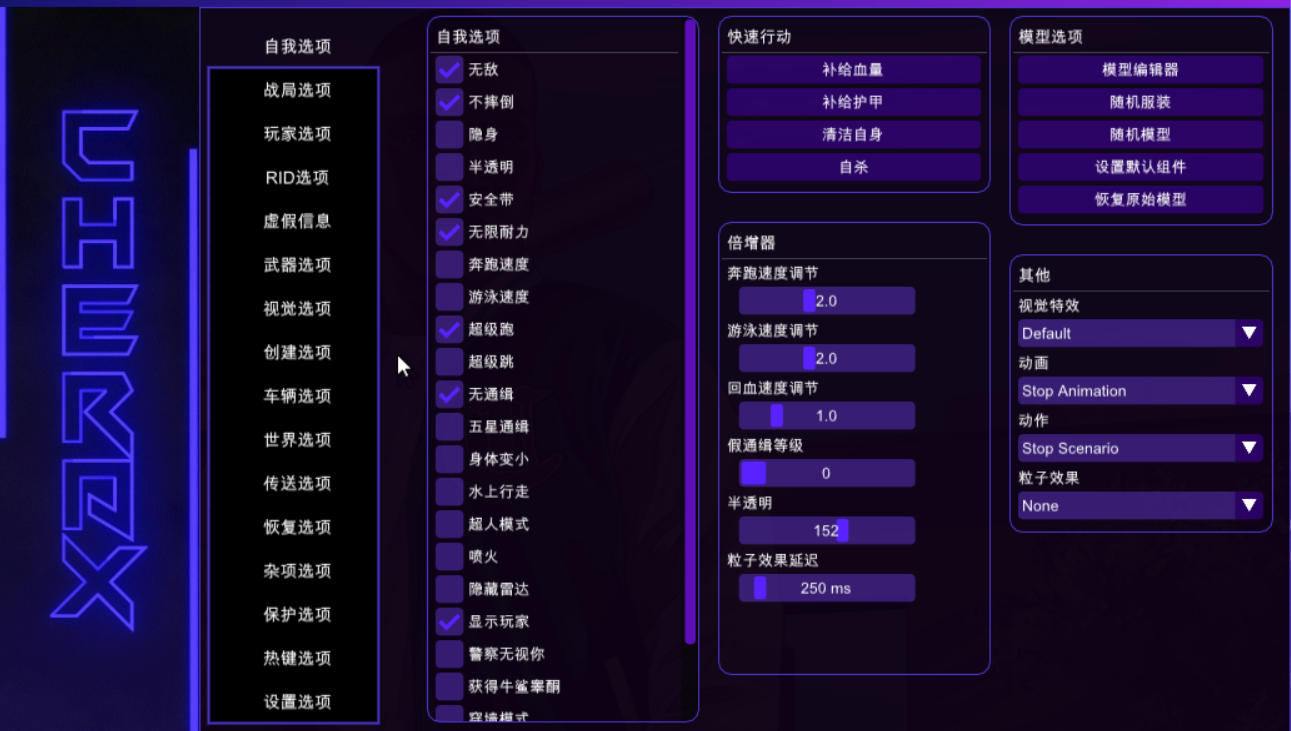 CHERAX
自我选项
战局选项
玩家选项
RID选项
虚假信息
武器选项
视觉选项
创建选项
车辆选项
世界选项
传送选项
恢复选项
杂项选项
保护选项
热键选项
设置选项
自我选项
无敌
不摔倒
隐身
半透明
安全带
无限耐力
奔跑速度
游泳速度
超级跑
超级跳
无通缉
五星通缉
身体变小
水上行走
超人模式
喷火
隐藏雷达
显示玩家
警察无视你
获得牛鲨睾酮
穿墙模式
快速行动
补给血量
补给护甲
清洁自身
自杀
倍增器
奔跑速度调节
2.0
游泳速度调节
2.0
回血速度调节
1.0
假通缉等级
0
半透明
152
粒子效果延迟
250 ms
模型选项
模型编辑器
随机服装
随机模型
设置默认组件
恢复原始模型
其他
视觉特效
Default
动画
Stop Animation
动作
Stop Scenario
粒子效果
None